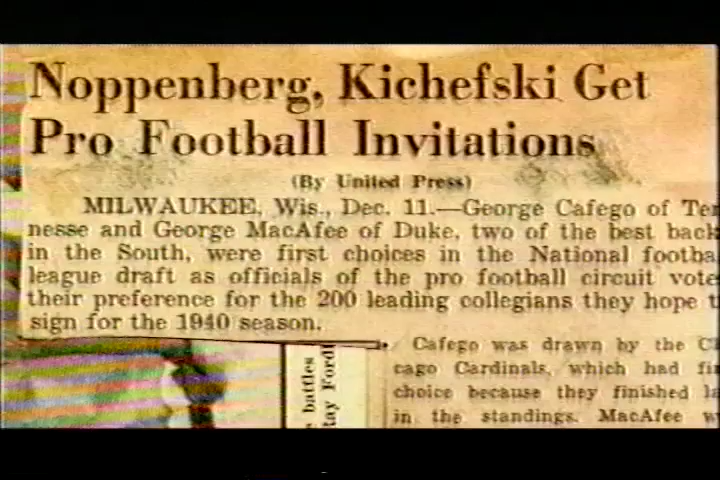 Noppenberg, Kichefski Get
Pro Football Invitations
(By United Press)
MILWAUKEE, Wis., Dec. 11.—George Cafego of Ten
nesse and George MacAfee of Duke, two of the best back
in the South, were first choices in the National footba
league draft as officials of the pro football circuit vote
their preference for the 200 leading collegians they hope t
sign for the 1940 season.
Cafego was drawn by the C
cago Cardinals, which had fi
choice because they finished la
in the standings. MacAfee w
battles
tay Ford